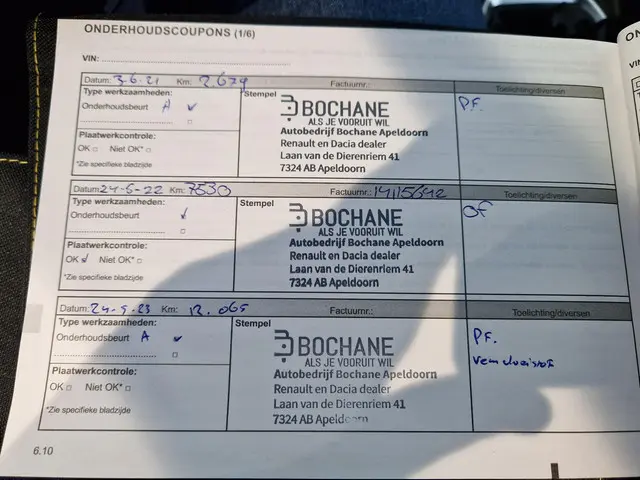 ONDERHOUDSCOUPONS (1/6)
VIN:
Datum: 3-6-21 Km: 2679 Factuurnr.: Toelichting/diversen
Type werkzaamheden: Stempel
Onderhoudsbeurt A
BOCHANE
ALS JE VOORUIT WIL
P.F.
Plaatwerkcontrole:
OK Niet OK*
*Zie specifieke bladzijde
Autobedrijf Bochane Apeldoorn
Renault en Dacia dealer
Laan van de Dierenriem 41
7324 AB Apeldoorn
Datum: 24-5-22 Km: 7530 Factuurnr.: 14115642 Toelichting/diversen
Type werkzaamheden: Stempel
Onderhoudsbeurt
BOCHANE
ALS JE VOORUIT WIL
OF
Plaatwerkcontrole:
OK Niet OK*
*Zie specifieke bladzijde
Autobedrijf Bochane Apeldoorn
Renault en Dacia dealer
Laan van de Dierenriem 41
7324 AB Apeldoorn
Datum: 24-5-23 Km: 12.065 Factuurnr.: Toelichting/diversen
Type werkzaamheden: Stempel
Onderhoudsbeurt A
BOCHANE
ALS JE VOORUIT WIL
PF.
Plaatwerkcontrole:
OK Niet OK*
*Zie specifieke bladzijde
Autobedrijf Bochane Apeldoorn
Renault en Dacia dealer
Laan van de Dierenriem 41
7324 AB Apeldoorn
6.10